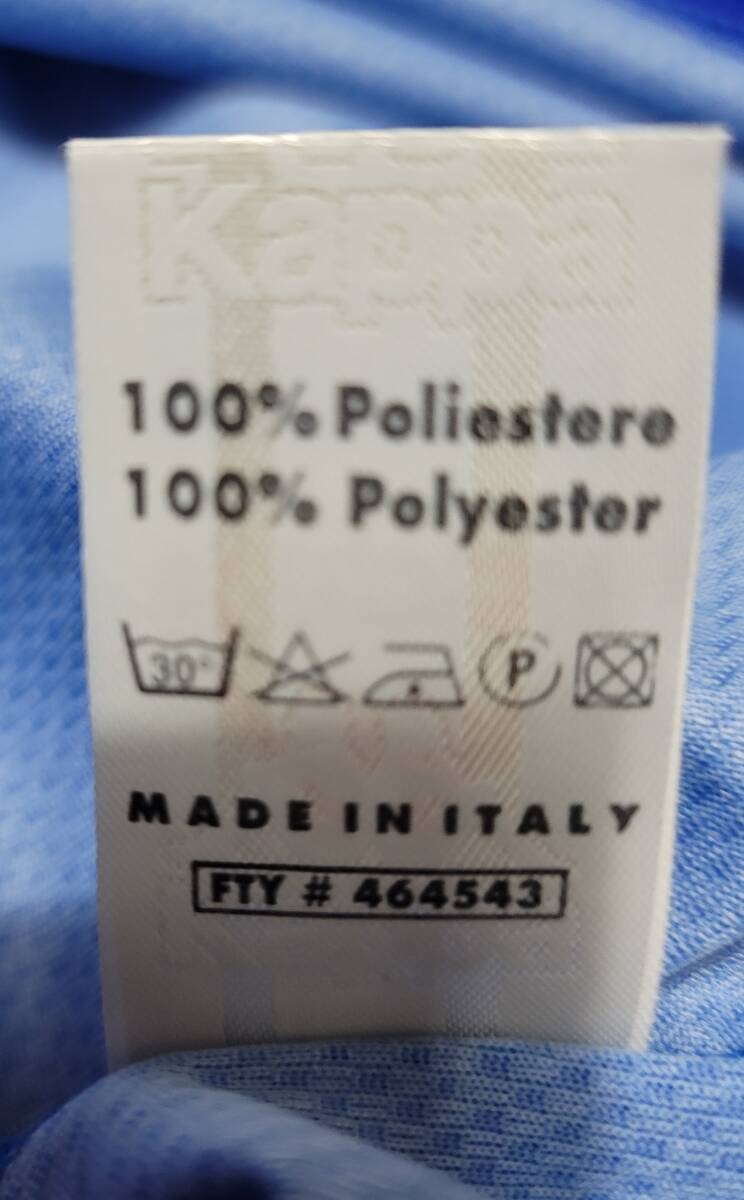 Kappa
100% Poliestere
100% Polyester
30° P
MADE IN ITALY
FTY # 464543